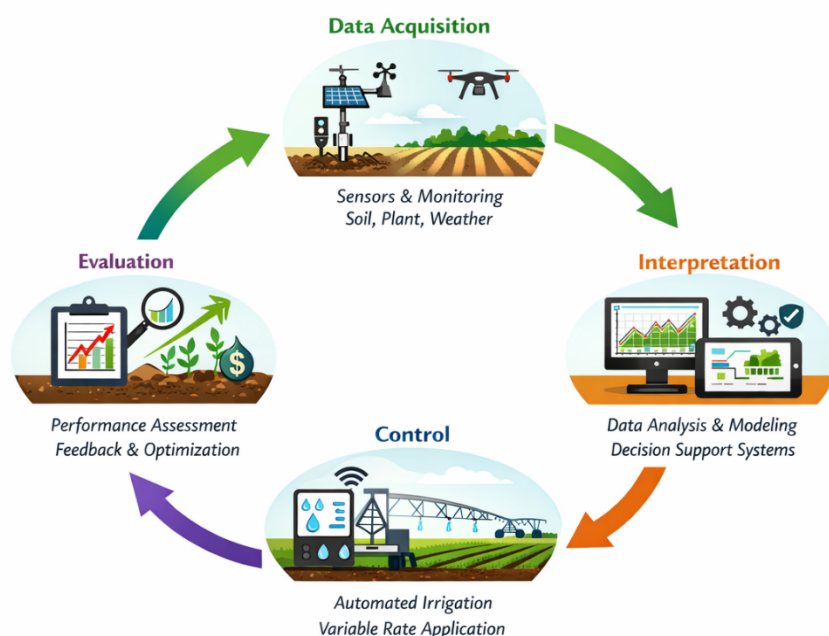 Data Acquisition
Sensors & Monitoring
Soil, Plant, Weather
Interpretation
Data Analysis & Modeling
Decision Support Systems
Control
Automated Irrigation
Variable Rate Application
Evaluation
$
Performance Assessment
Feedback & Optimization